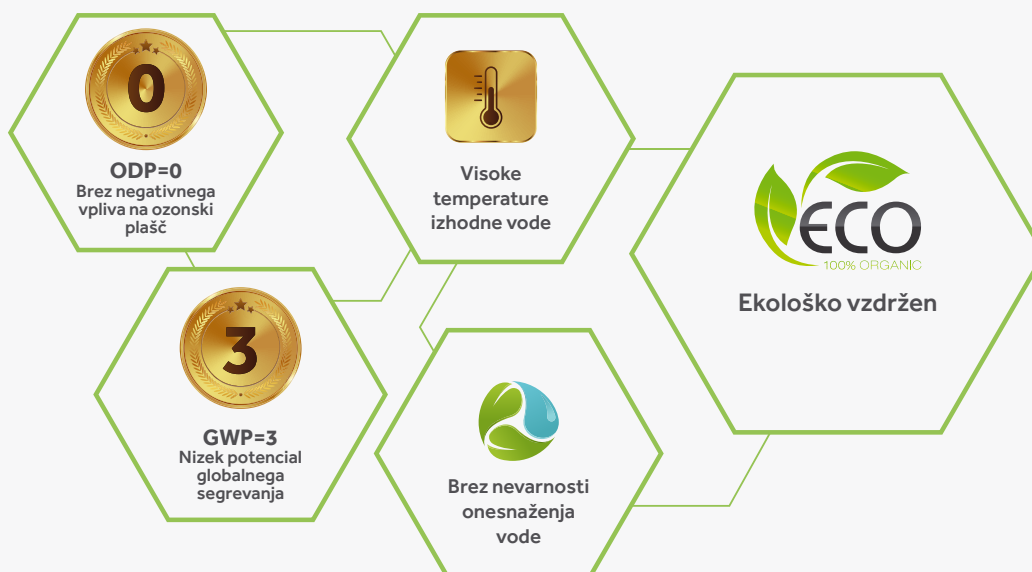 0
ODP=0
Brez negativnega
vpliva na ozonski
plašč
Visoke
temperature
izhodne vode
ECO
100% ORGANIC
Ekološko vzdržen
3
GWP=3
Nizek potencial
globalnega
segrevanja
Brez nevarnosti
onesnaženja
vode